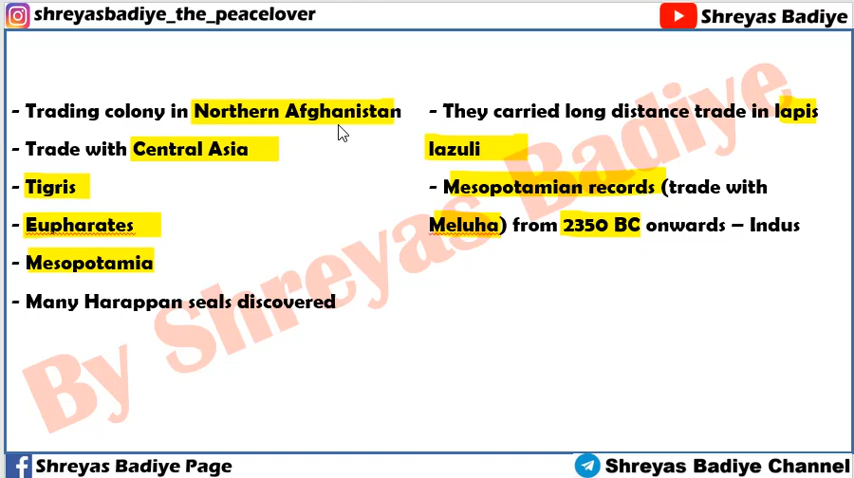 shreyasbadiye_the_peacelover
Shreyas Badiye
- Trading colony in Northern Afghanistan
- Trade with Central Asia
- Tigris
- Eupharates
- Mesopotamia
- Many Harappan seals discovered
- They carried long distance trade in lapis
lazuli
- Mesopotamian records (trade with
Meluha) from 2350 BC onwards – Indus
By Shreyas Badiye
Shreyas Badiye Page
Shreyas Badiye Channel